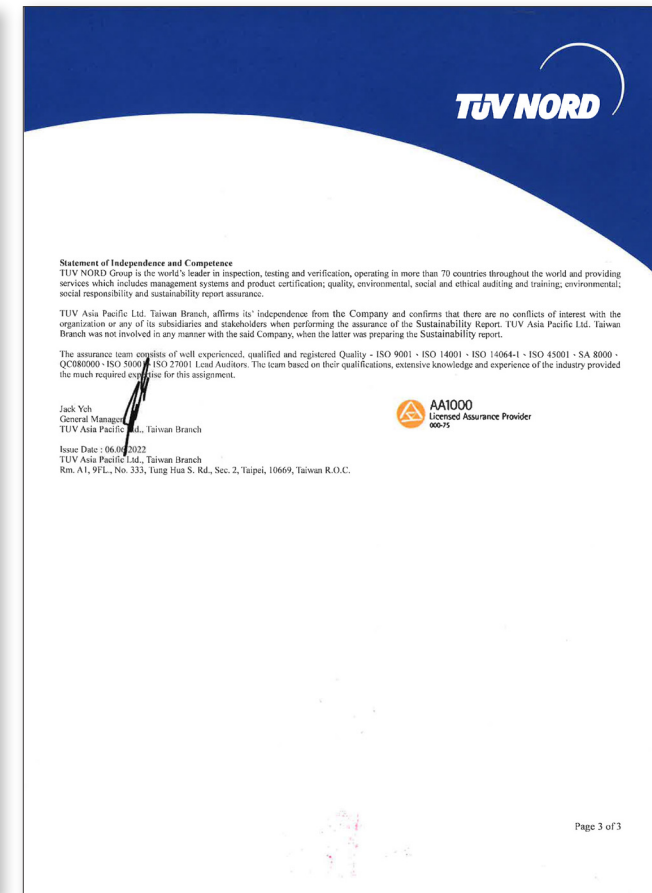 TÜV NORD
Statement of Independence and Competence
TUV NORD Group is the world's leader in inspection, testing and verification, operating in more than 70 countries throughout the world and providing
services which includes management systems and product certification; quality, environmental, social and ethical auditing and training; environmental;
social responsibility and sustainability report assurance.
TUV Asia Pacific Ltd. Taiwan Branch, affirms its' independence from the Company and confirms that there are no conflicts of interest with the
organization or any of its subsidiaries and stakeholders when performing the assurance of the Sustainability Report. TUV Asia Pacific Ltd. Taiwan
Branch was not involved in any manner with the said Company, when the latter was preparing the Sustainability report.
The assurance team consists of well experienced, qualified and registered Quality - ISO 9001、ISO 14001、ISO 14064-1、ISO 45001、SA 8000、
QC080000、ISO 50001、ISO 27001 Lead Auditors. The team based on their qualifications, extensive knowledge and experience of the industry provided
the much required expertise for this assignment.
Jack Yeh
General Manager
TUV Asia Pacific Ltd., Taiwan Branch
AA1000
Licensed Assurance Provider
000-75
Issue Date : 06.06.2022
TUV Asia Pacific Ltd., Taiwan Branch
Rm. A1, 9FL., No. 333, Tung Hua S. Rd., Sec. 2, Taipei, 10669, Taiwan R.O.C.
Page 3 of 3